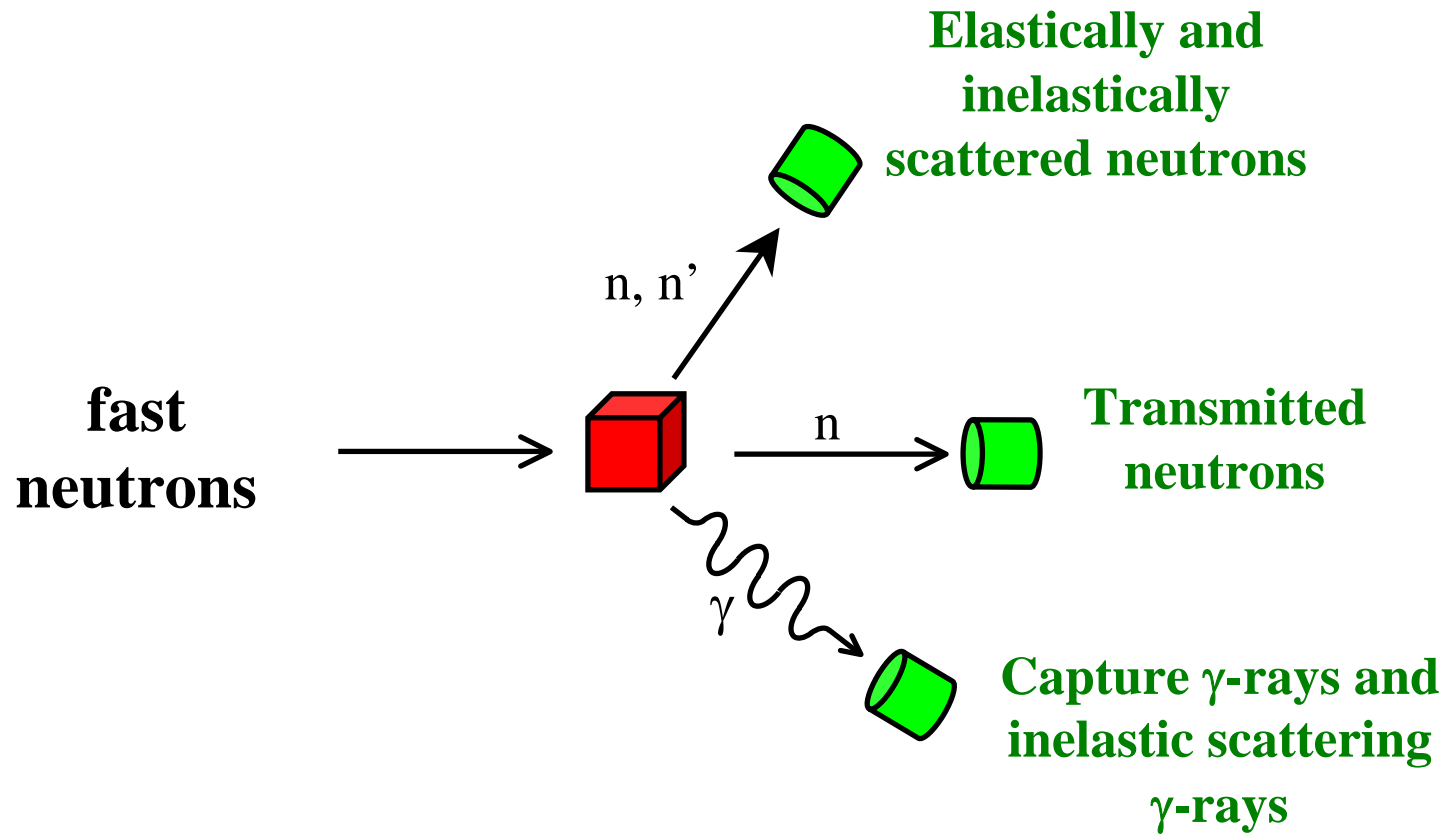 Elastically and
inelastically
scattered neutrons
n, n’
fast
neutrons
n
Transmitted
neutrons
γ
Capture γ-rays and
inelastic scattering
γ-rays